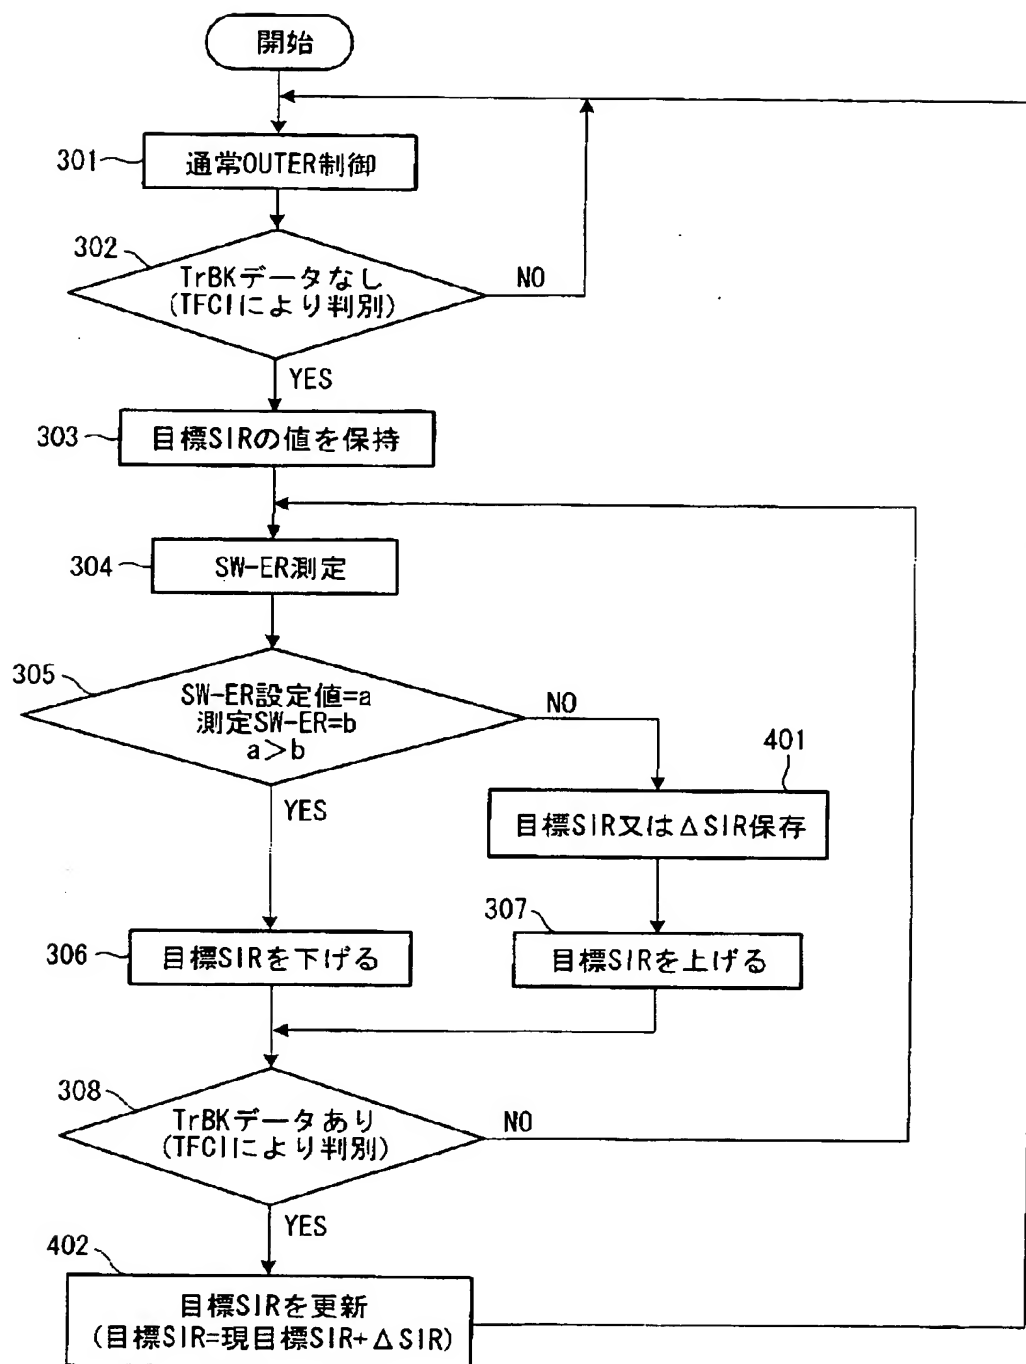 開始
301
通常OUTER制御
302
TrBKデータなし
(TFCIにより判別)
NO
YES
303
目標SIRの値を保持
304
SW-ER測定
305
SW-ER設定値=a
測定SW-ER=b
a>b
NO
YES
401
目標SIR又はΔSIR保存
306
目標SIRを下げる
307
目標SIRを上げる
308
TrBKデータあり
(TFCIにより判別)
NO
YES
402
目標SIRを更新
(目標SIR=現目標SIR+ΔSIR)